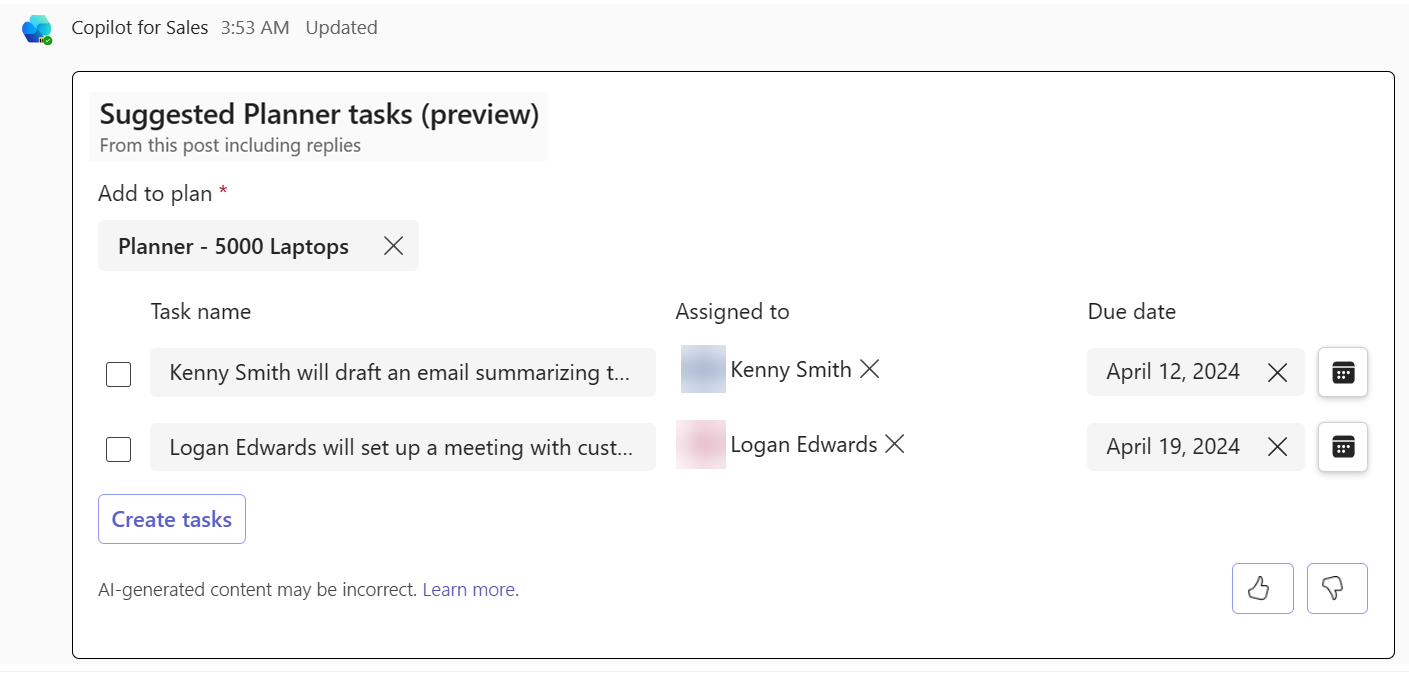 Copilot for Sales 3:53 AM Updated
Suggested Planner tasks (preview)
From this post including replies
Add to plan *
Planner - 5000 Laptops
Task name Assigned to Due date
Kenny Smith will draft an email summarizing t... Kenny Smith April 12, 2024
Logan Edwards will set up a meeting with cust... Logan Edwards April 19, 2024
Create tasks
AI-generated content may be incorrect. Learn more.